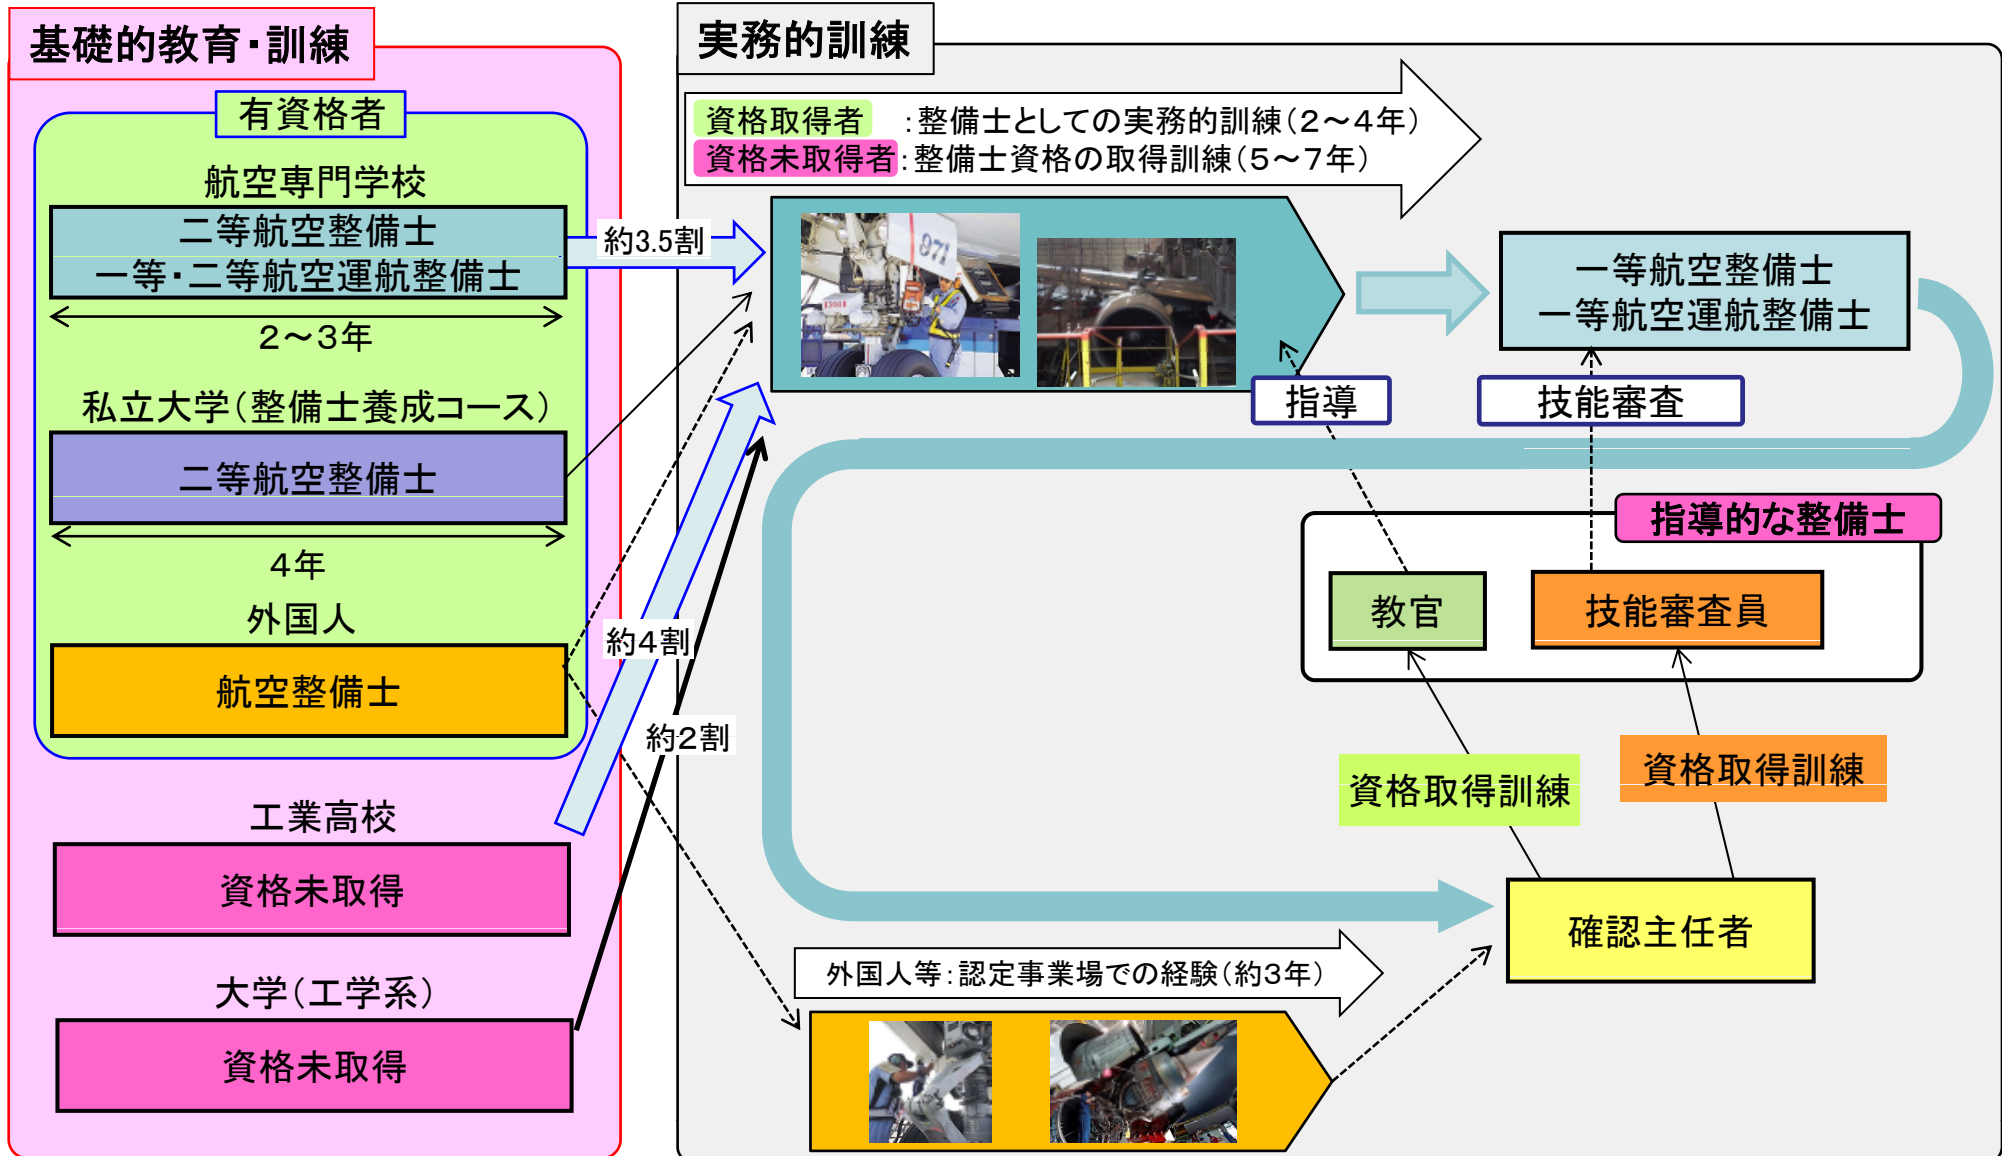 基礎的教育・訓練
有資格者
航空専門学校
二等航空整備士
一等・二等航空運航整備士
2～3年
私立大学(整備士養成コース)
二等航空整備士
4年
外国人
航空整備士
工業高校
資格未取得
大学(工学系)
資格未取得
約3.5割
約4割
約2割
実務的訓練
資格取得者 :整備士としての実務的訓練(2～4年)
資格未取得者:整備士資格の取得訓練(5～7年)
971
一等航空整備士
一等航空運航整備士
指導
技能審査
指導的な整備士
教官
技能審査員
資格取得訓練
資格取得訓練
確認主任者
外国人等:認定事業場での経験(約3年)